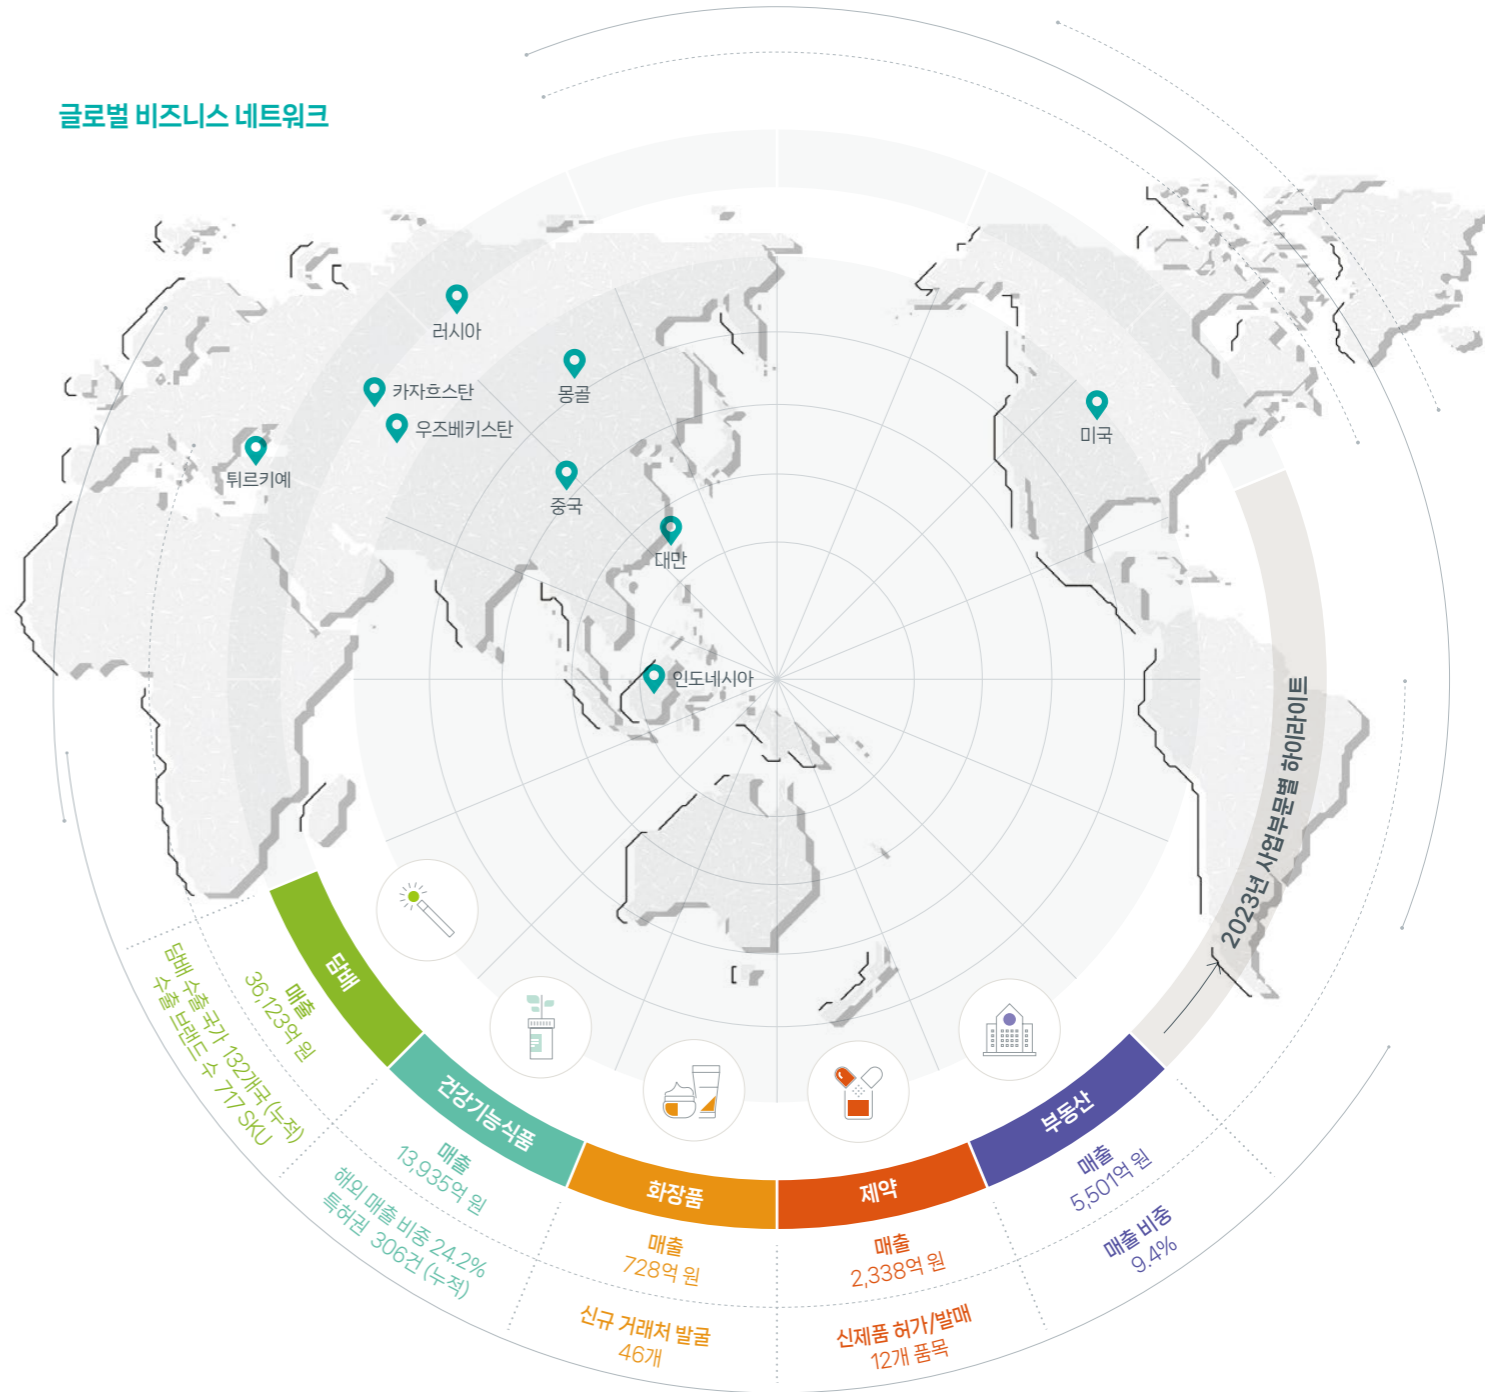 글로벌 비즈니스 네트워크
러시아
몽골
카자흐스탄
우즈베키스탄
튀르키예
중국
대만
인도네시아
미국
2023년 사업부문별 하이라이트
담배
매출
36,123억 원
담배 수출 국가 132개국 (누적)
수출 브랜드 수 717 SKU
건강기능식품
매출
13,935억 원
해외 매출 비중 24.2%
특허권 306건 (누적)
화장품
매출
728억 원
신규 거래처 발굴
46개
제약
매출
2,338억 원
신제품 허가/발매
12개 품목
부동산
매출
5,501억 원
매출 비중
9.4%